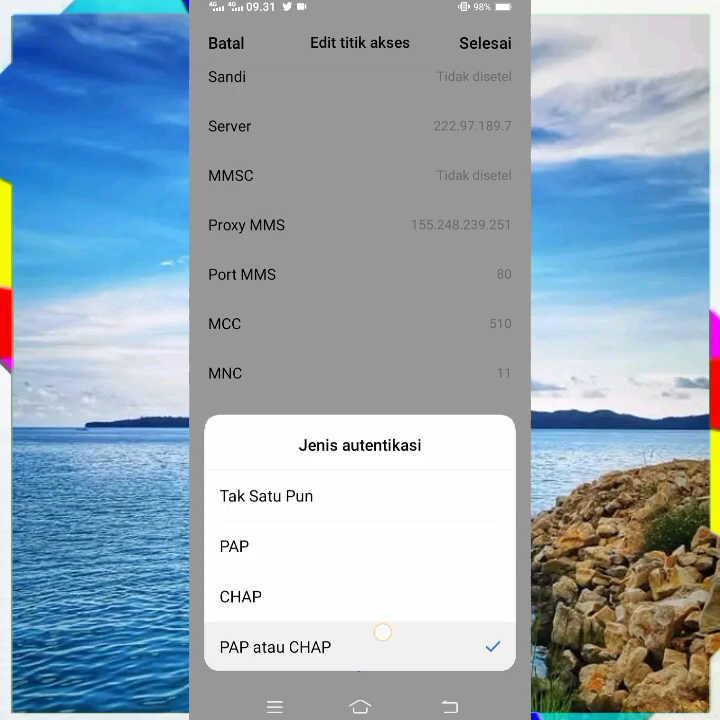 4G 4G 09.31 98%
Batal Edit titik akses Selesai
Sandi Tidak disetel
Server 222.97.189.7
MMSC Tidak disetel
Proxy MMS 155.248.239.251
Port MMS 80
MCC 510
MNC 11
Jenis autentikasi
Tak Satu Pun
PAP
CHAP
PAP atau CHAP